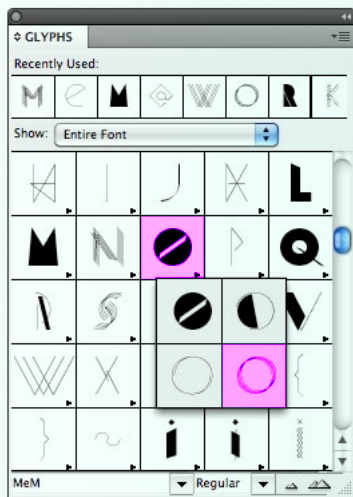 GLYPHS
Recently Used:
M e M @ W O R K
Show: Entire Font
H I J K L
M N O P Q
R S V
W X {
} ~ i i
MeM Regular